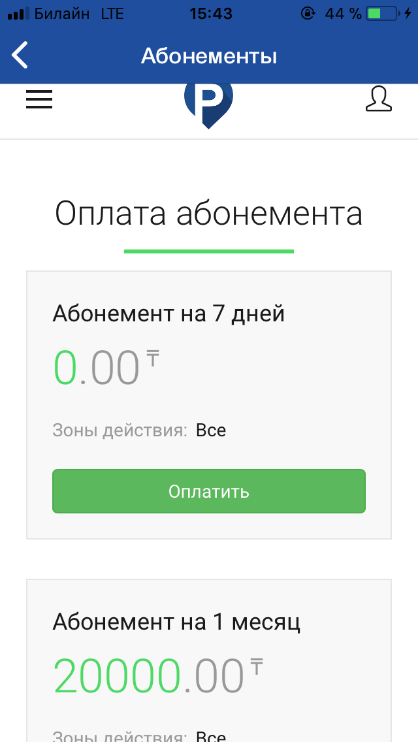 Билайн LTE 15:43 44 %
Абонементы
P
Оплата абонемента
Абонемент на 7 дней
0.00 ₸
Зоны действия: Все
Оплатить
Абонемент на 1 месяц
20000.00 ₸
Зоны действия: Все